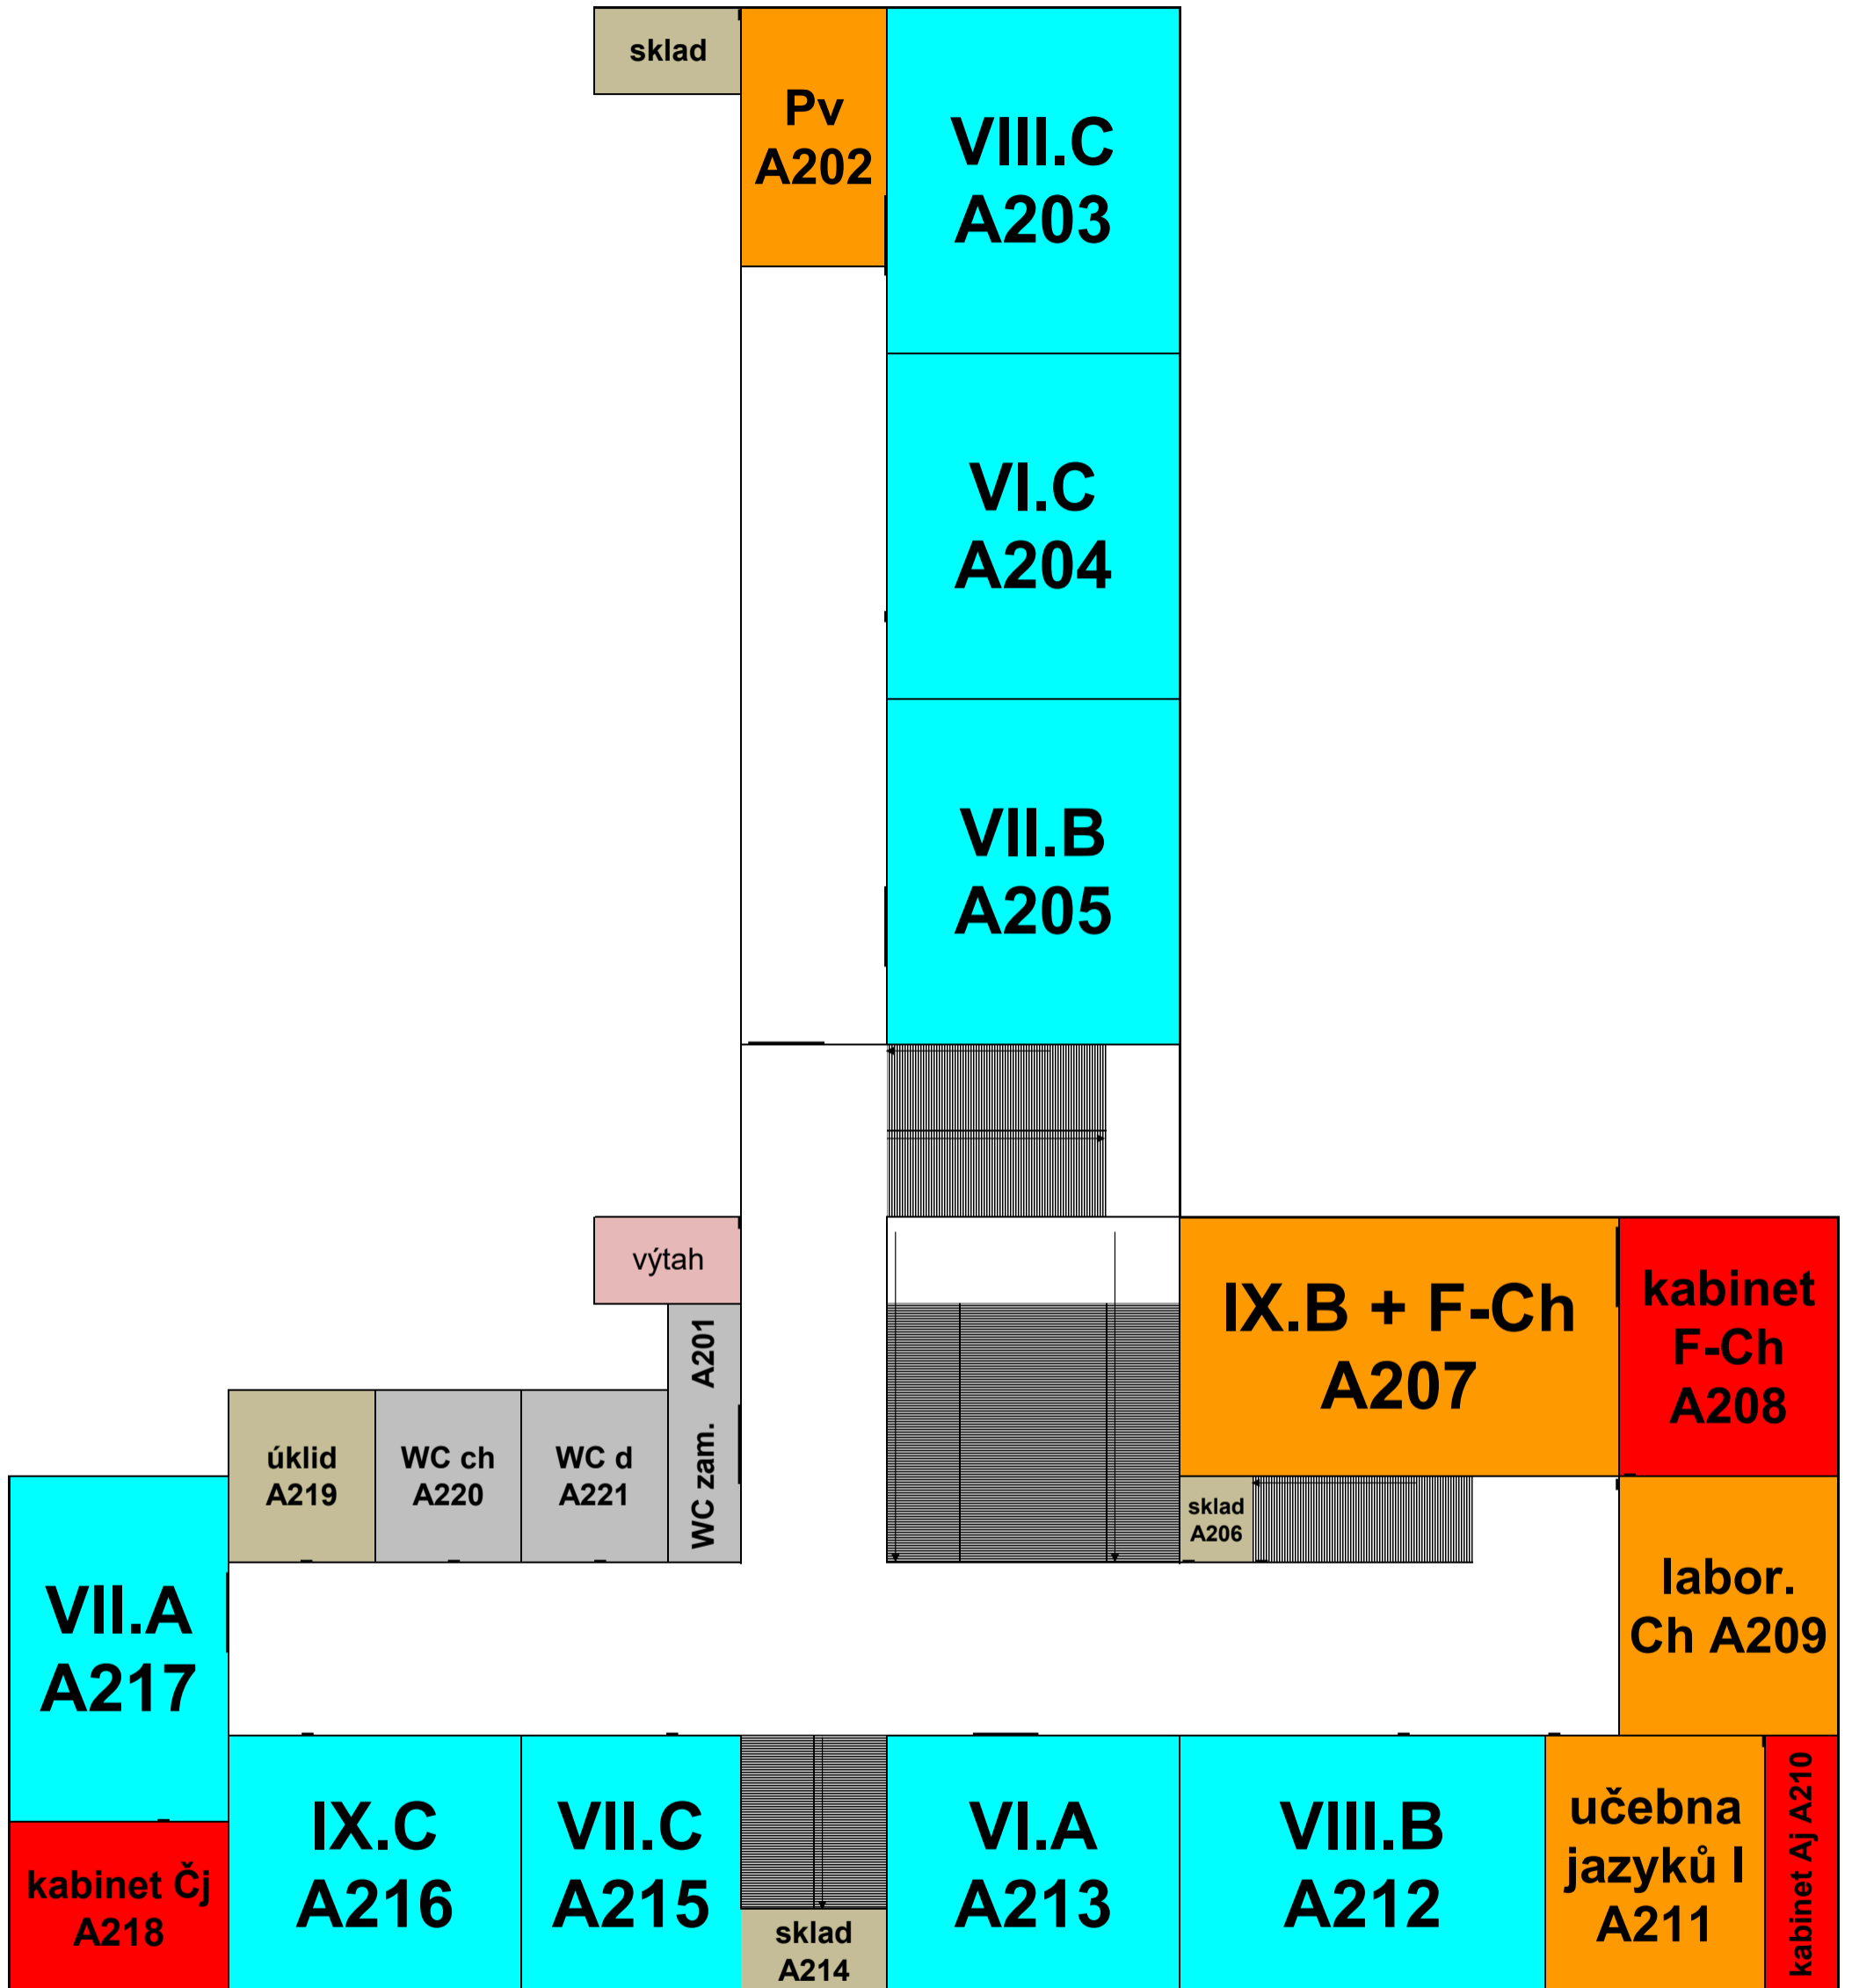 sklad
Pv
A202
VIII.C
A203
VI.C
A204
VII.B
A205
výtah
WC zam. A201
IX.B + F-Ch
A207
kabinet
F-Ch
A208
úklid
A219
WC ch
A220
WC d
A221
sklad
A206
labor.
Ch A209
VII.A
A217
kabinet Čj
A218
IX.C
A216
VII.C
A215
sklad
A214
VI.A
A213
VIII.B
A212
učebna
jazyků I
A211
kabinet Aj A210